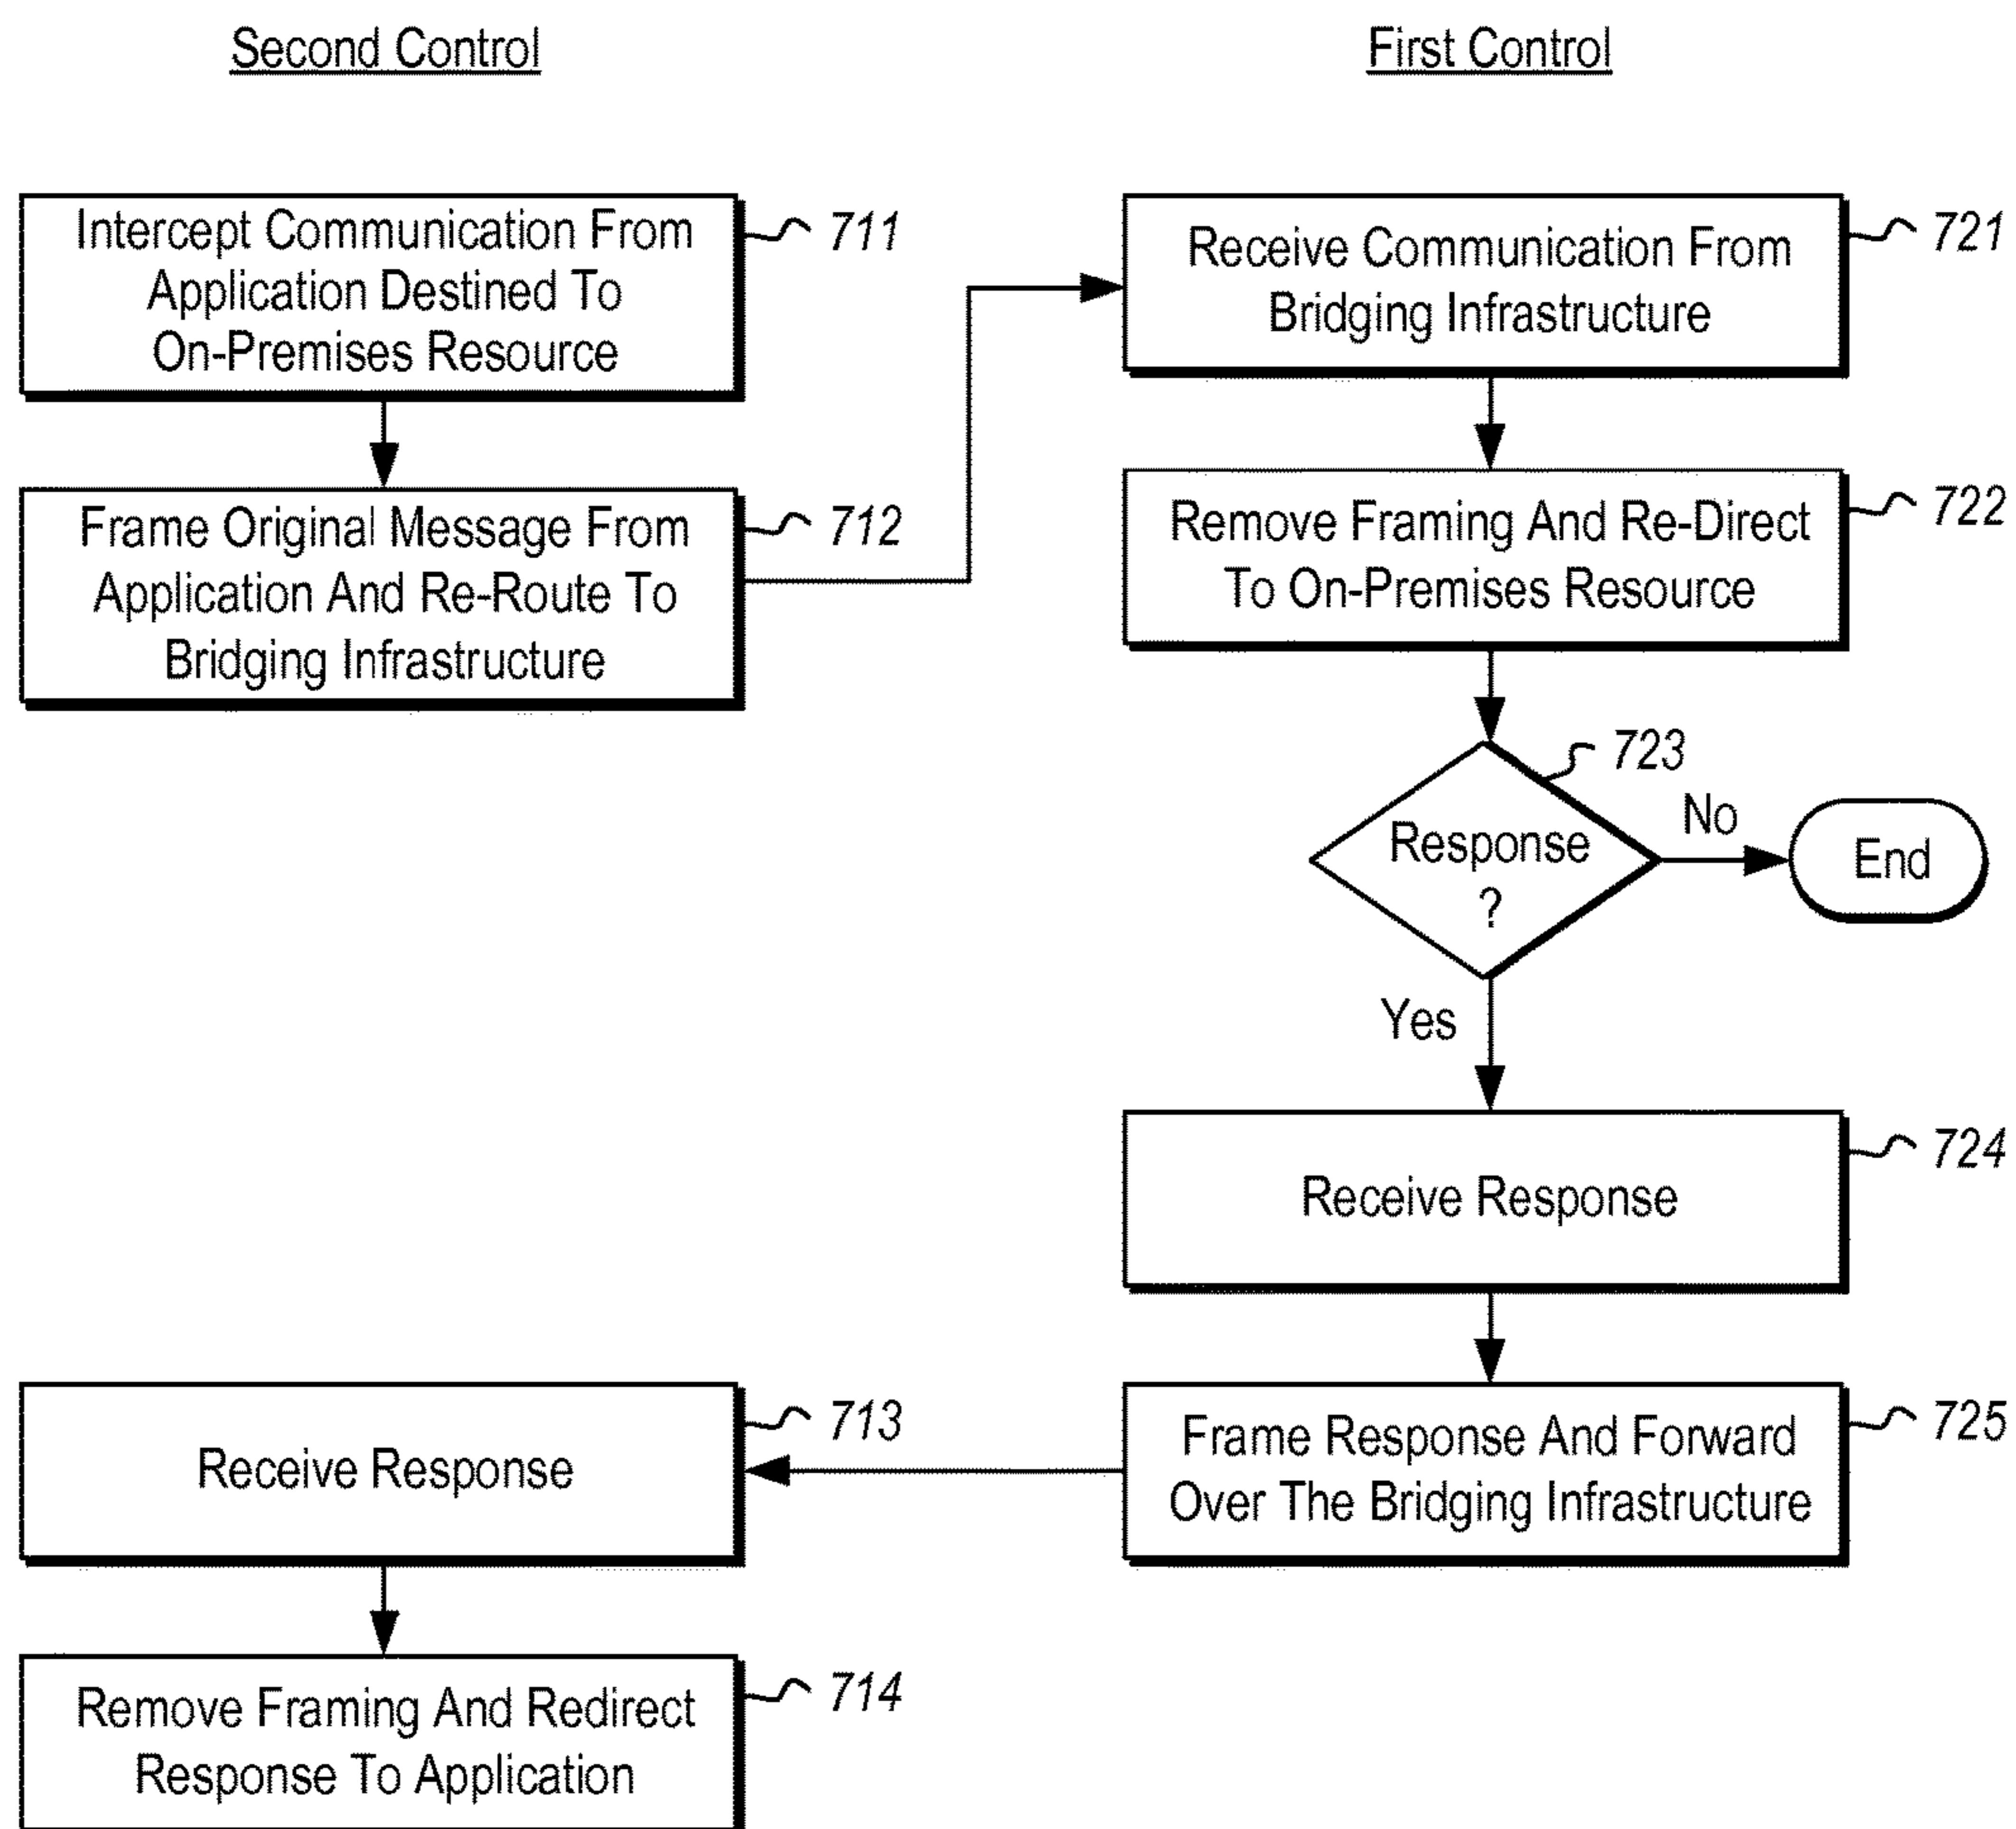 Second Control
First Control
Intercept Communication From
Application Destined To
On-Premises Resource
711
Receive Communication From
Bridging Infrastructure
721
Frame Original Message From
Application And Re-Route To
Bridging Infrastructure
712
Remove Framing And Re-Direct
To On-Premises Resource
722
723
Response
?
No
End
Yes
Receive Response
724
Receive Response
713
Frame Response And Forward
Over The Bridging Infrastructure
725
Remove Framing And Redirect
Response To Application
714